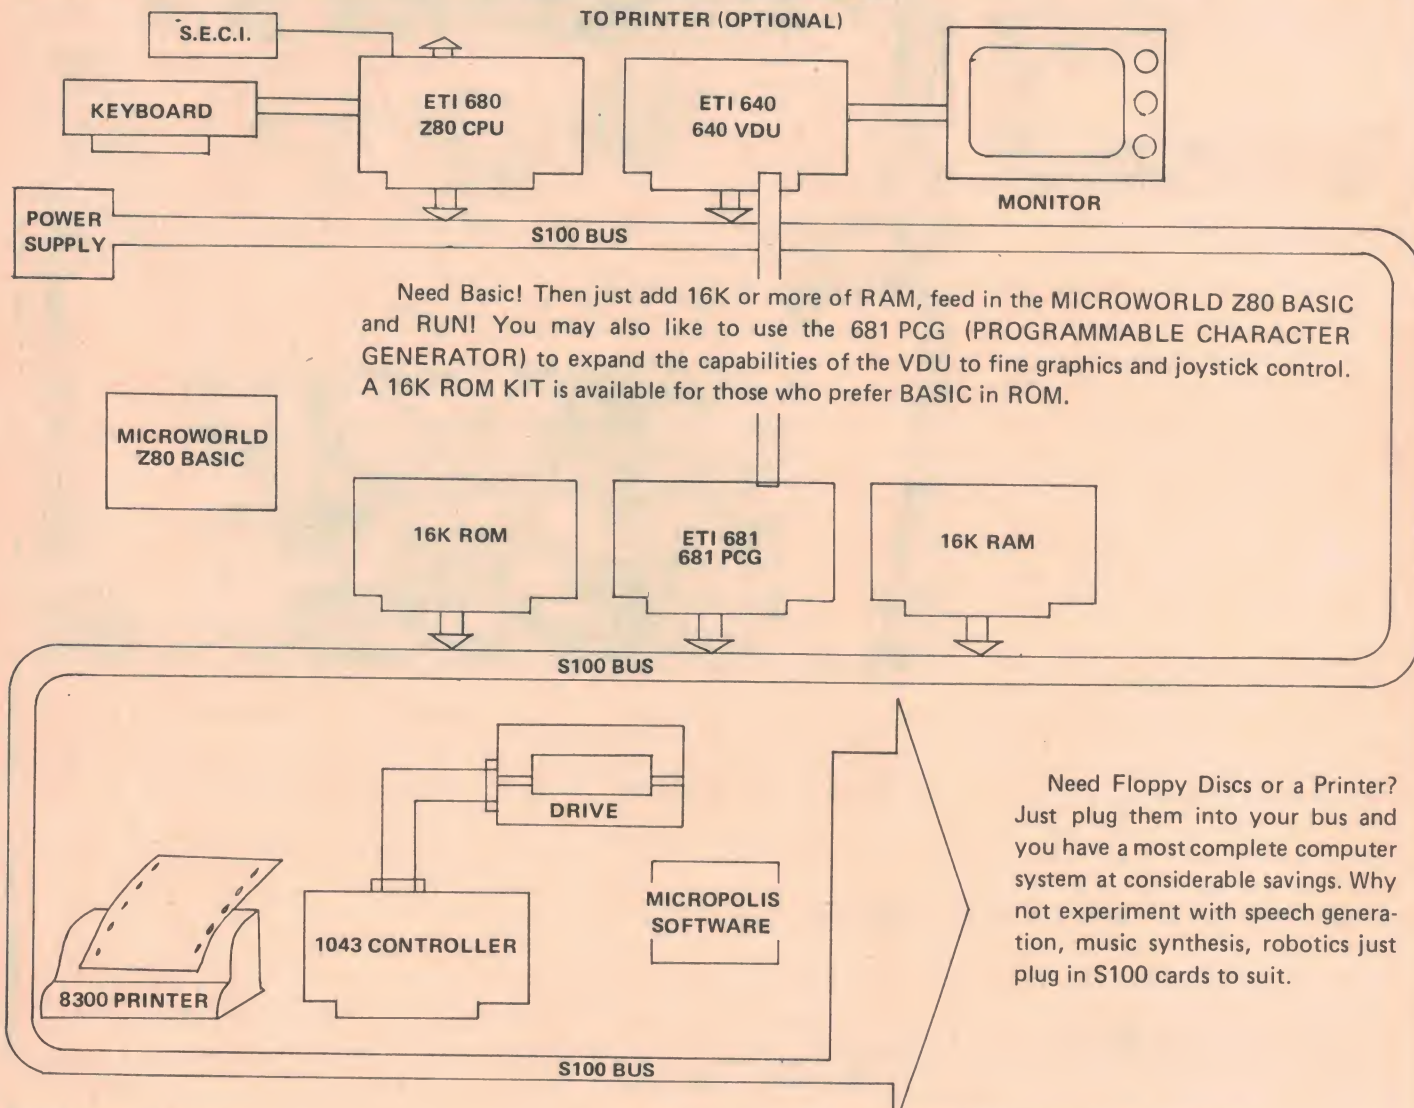 TO PRINTER (OPTIONAL)
S.E.C.I.
KEYBOARD
ETI 680
Z80 CPU
ETI 640
640 VDU
MONITOR
POWER
SUPPLY
S100 BUS
Need Basic! Then just add 16K or more of RAM, feed in the MICROWORLD Z80 BASIC
and RUN! You may also like to use the 681 PCG (PROGRAMMABLE CHARACTER
GENERATOR) to expand the capabilities of the VDU to fine graphics and joystick control.
A 16K ROM KIT is available for those who prefer BASIC in ROM.
MICROWORLD
Z80 BASIC
16K ROM
ETI 681
681 PCG
16K RAM
S100 BUS
DRIVE
1043 CONTROLLER
MICROPOLIS
SOFTWARE
8300 PRINTER
Need Floppy Discs or a Printer?
Just plug them into your bus and
you have a most complete computer
system at considerable savings. Why
not experiment with speech genera-
tion, music synthesis, robotics just
plug in S100 cards to suit.
S100 BUS